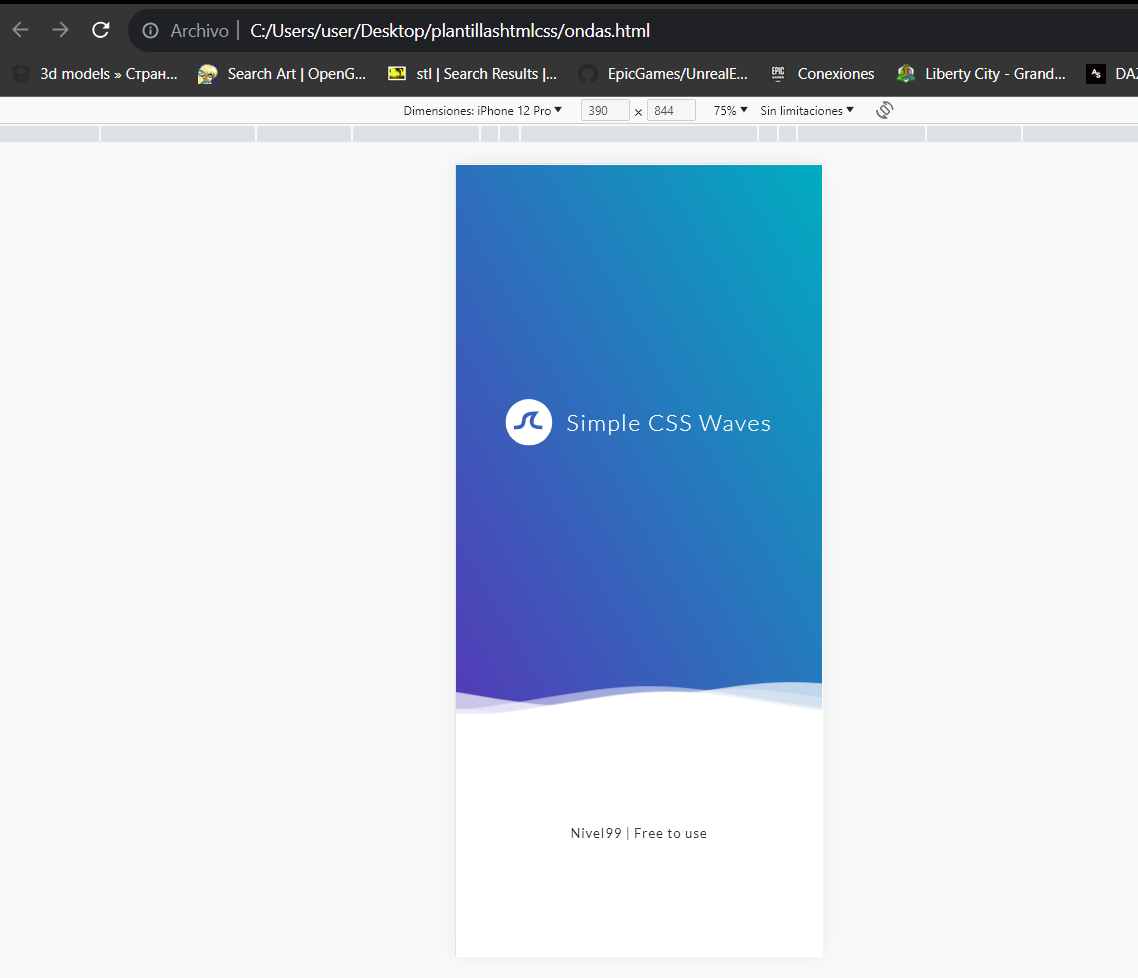 Archivo | C:/Users/user/Desktop/plantillashtmlcss/ondas.html
3d models » Стран... Search Art | OpenG... stl | Search Results |... EpicGames/UnrealE... EPIC GAMES Conexiones Liberty City - Grand... DAZ
Dimensiones: iPhone 12 Pro 390 x 844 75% Sin limitaciones
Simple CSS Waves
Nivel99 | Free to use